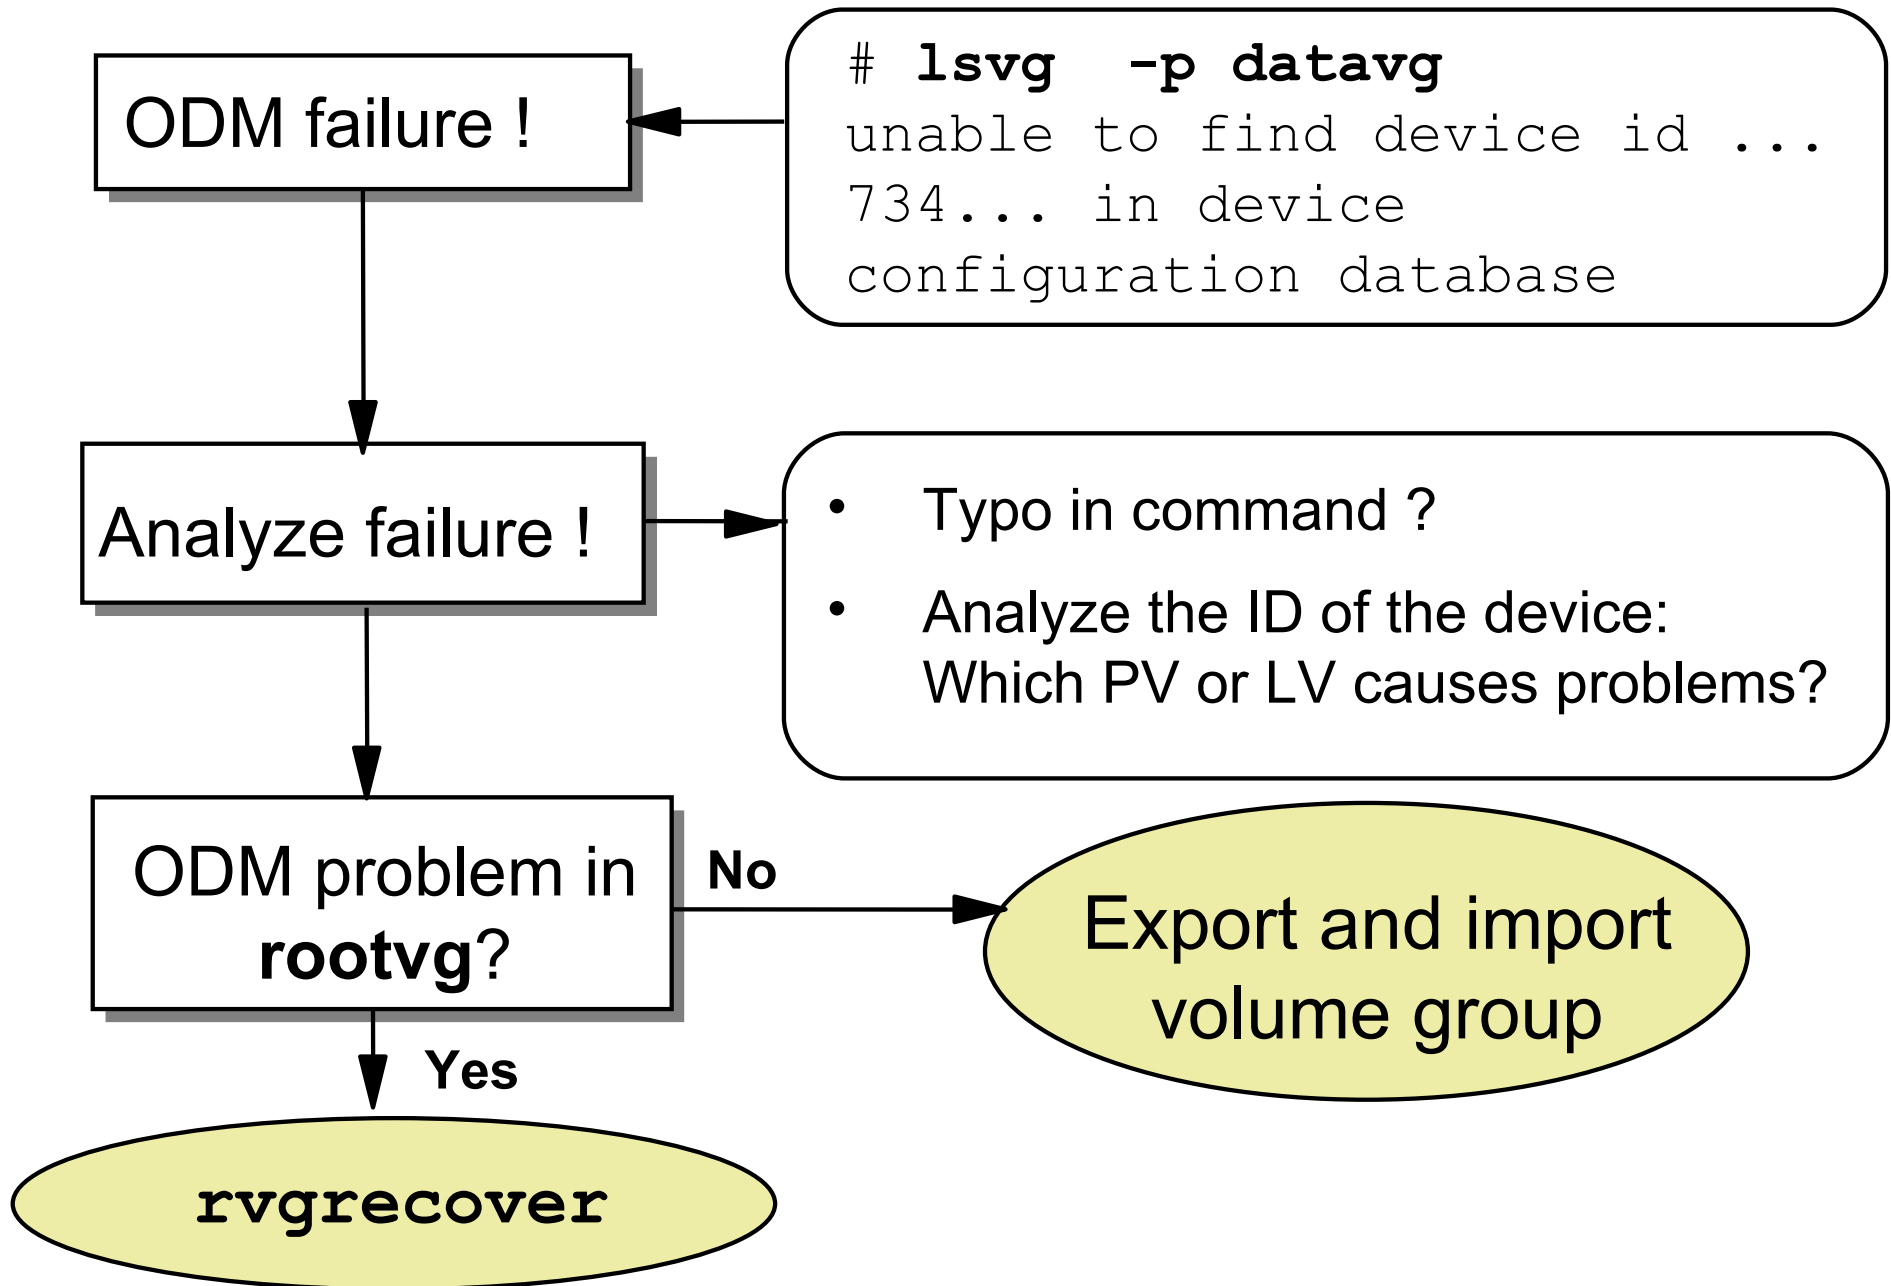 ODM failure !
# lsvg -p datavg
unable to find device id ...
734... in device
configuration database
Analyze failure !
• Typo in command ?
• Analyze the ID of the device:
Which PV or LV causes problems?
ODM problem in
rootvg?
No
Export and import
volume group
Yes
rvgrecover